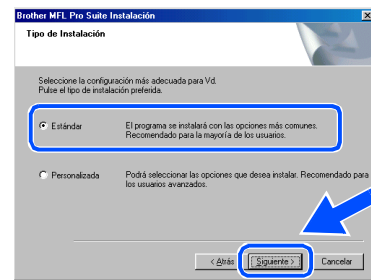 Brother MFL Pro Suite Instalación
Tipo de Instalación
Seleccione la configuración más adecuada para Vd.
Pulse el tipo de instalación preferida.
Estándar
El programa se instalará con las opciones más comunes.
Recomendado para la mayoría de los usuarios.
Personalizada
Podrá seleccionar las opciones que desea instalar. Recomendado para
los usuarios avanzados.
< Atrás
Siguiente >
Cancelar